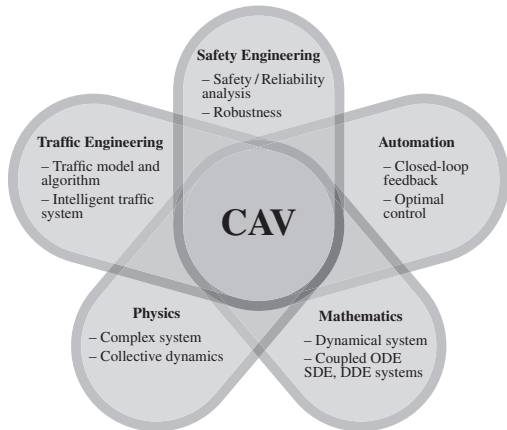 Safety Engineering
– Safety / Reliability
analysis
– Robustness
Traffic Engineering
– Traffic model and
algorithm
– Intelligent traffic
system
Automation
– Closed-loop
feedback
– Optimal
control
CAV
Physics
– Complex system
– Collective dynamics
Mathematics
– Dynamical system
– Coupled ODE
SDE, DDE systems